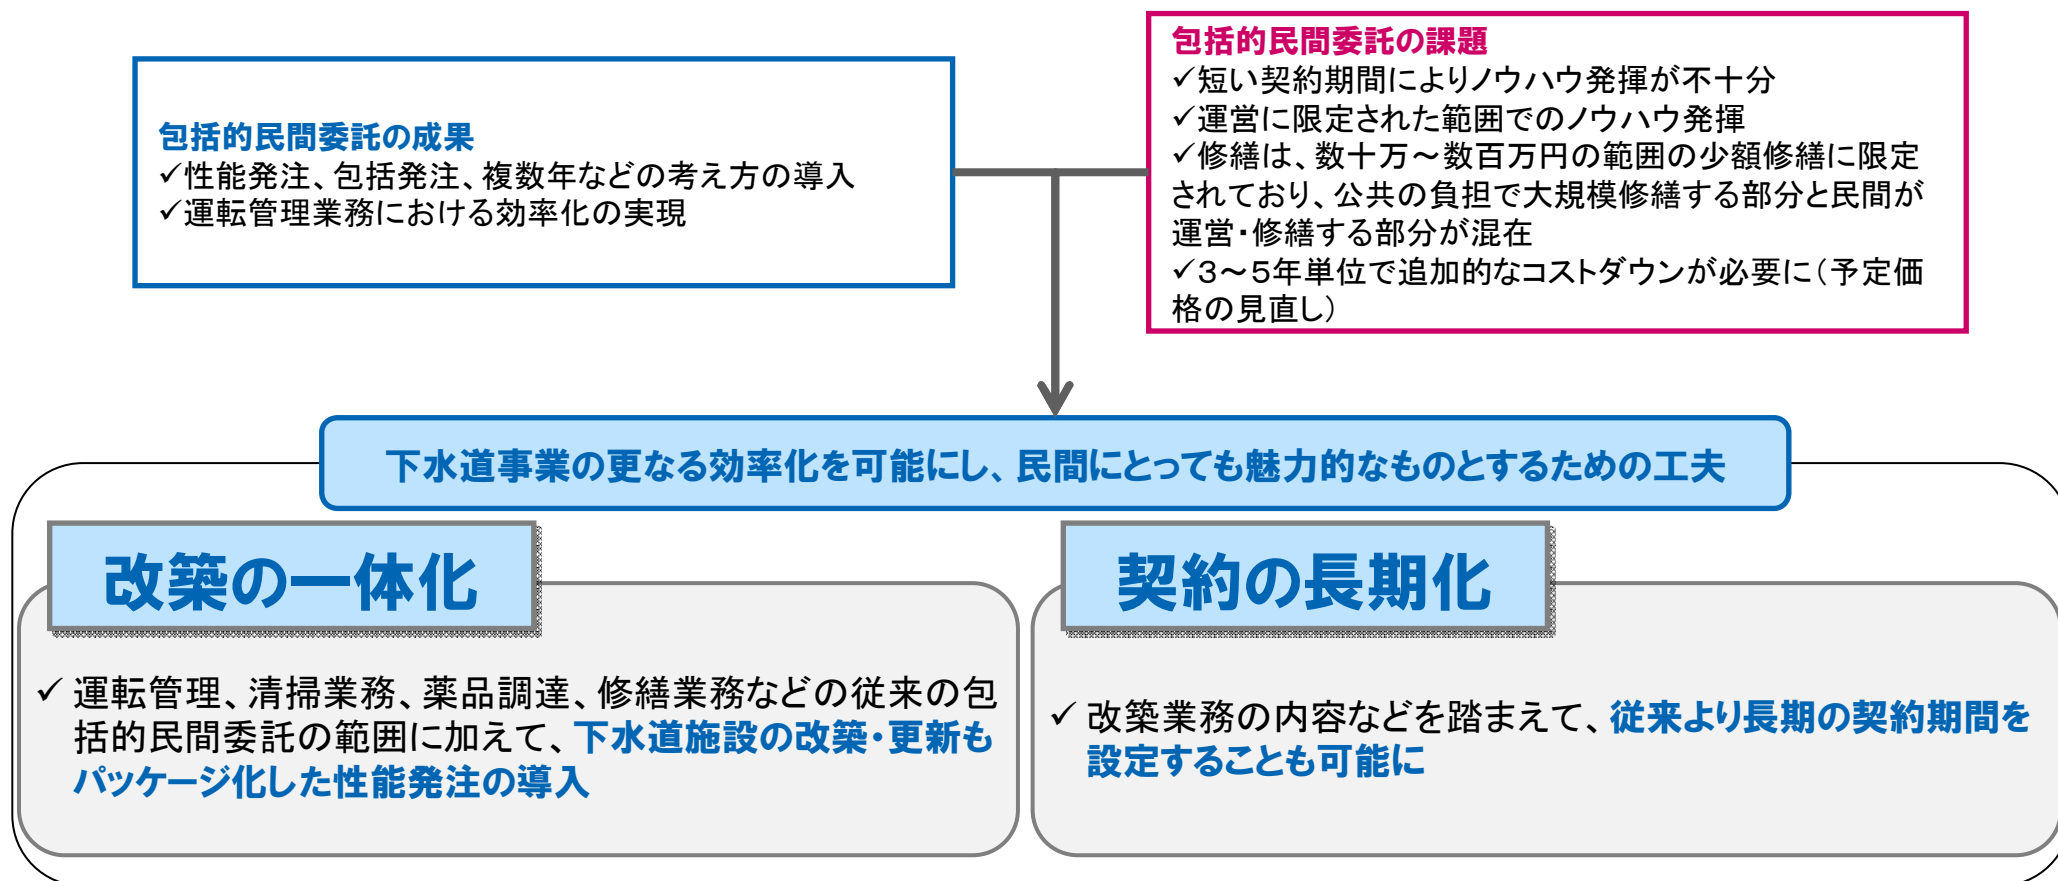 包括的民間委託の成果
✓性能発注、包括発注、複数年などの考え方の導入
✓運転管理業務における効率化の実現
包括的民間委託の課題
✓短い契約期間によりノウハウ発揮が不十分
✓運営に限定された範囲でのノウハウ発揮
✓修繕は、数十万～数百万円の範囲の少額修繕に限定
されており、公共の負担で大規模修繕する部分と民間が
運営・修繕する部分が混在
✓３～５年単位で追加的なコストダウンが必要に（予定価
格の見直し）
下水道事業の更なる効率化を可能にし、民間にとっても魅力的なものとするための工夫
改築の一体化
✓ 運転管理、清掃業務、薬品調達、修繕業務などの従来の包
括的民間委託の範囲に加えて、下水道施設の改築・更新も
パッケージ化した性能発注の導入
契約の長期化
✓ 改築業務の内容などを踏まえて、従来より長期の契約期間を
設定することも可能に